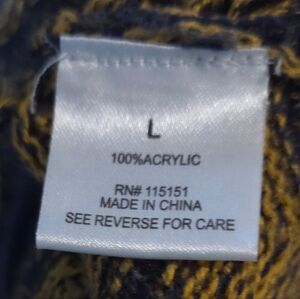 L
100%ACRYLIC
RN# 115151
MADE IN CHINA
SEE REVERSE FOR CARE